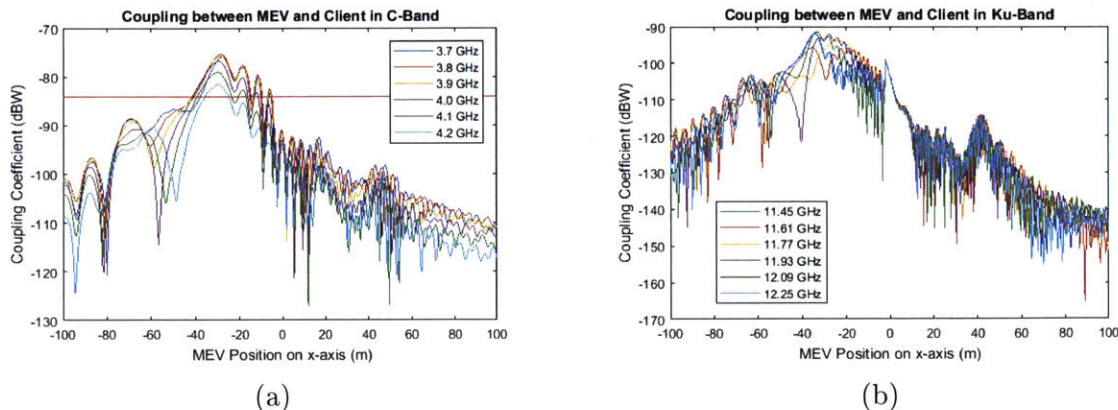 Coupling between MEV and Client in C-Band
-70
-80
-90
-100
-110
-120
-130
Coupling Coefficient (dBW)
3.7 GHz
3.8 GHz
3.9 GHz
4.0 GHz
4.1 GHz
4.2 GHz
-100 -80 -60 -40 -20 0 20 40 60 80 100
MEV Position on x-axis (m)
(a)
Coupling between MEV and Client in Ku-Band
-90
-100
-110
-120
-130
-140
-150
-160
-170
Coupling Coefficient (dBW)
11.45 GHz
11.61 GHz
11.77 GHz
11.93 GHz
12.09 GHz
12.25 GHz
-100 -80 -60 -40 -20 0 20 40 60 80 100
MEV Position on x-axis (m)
(b)